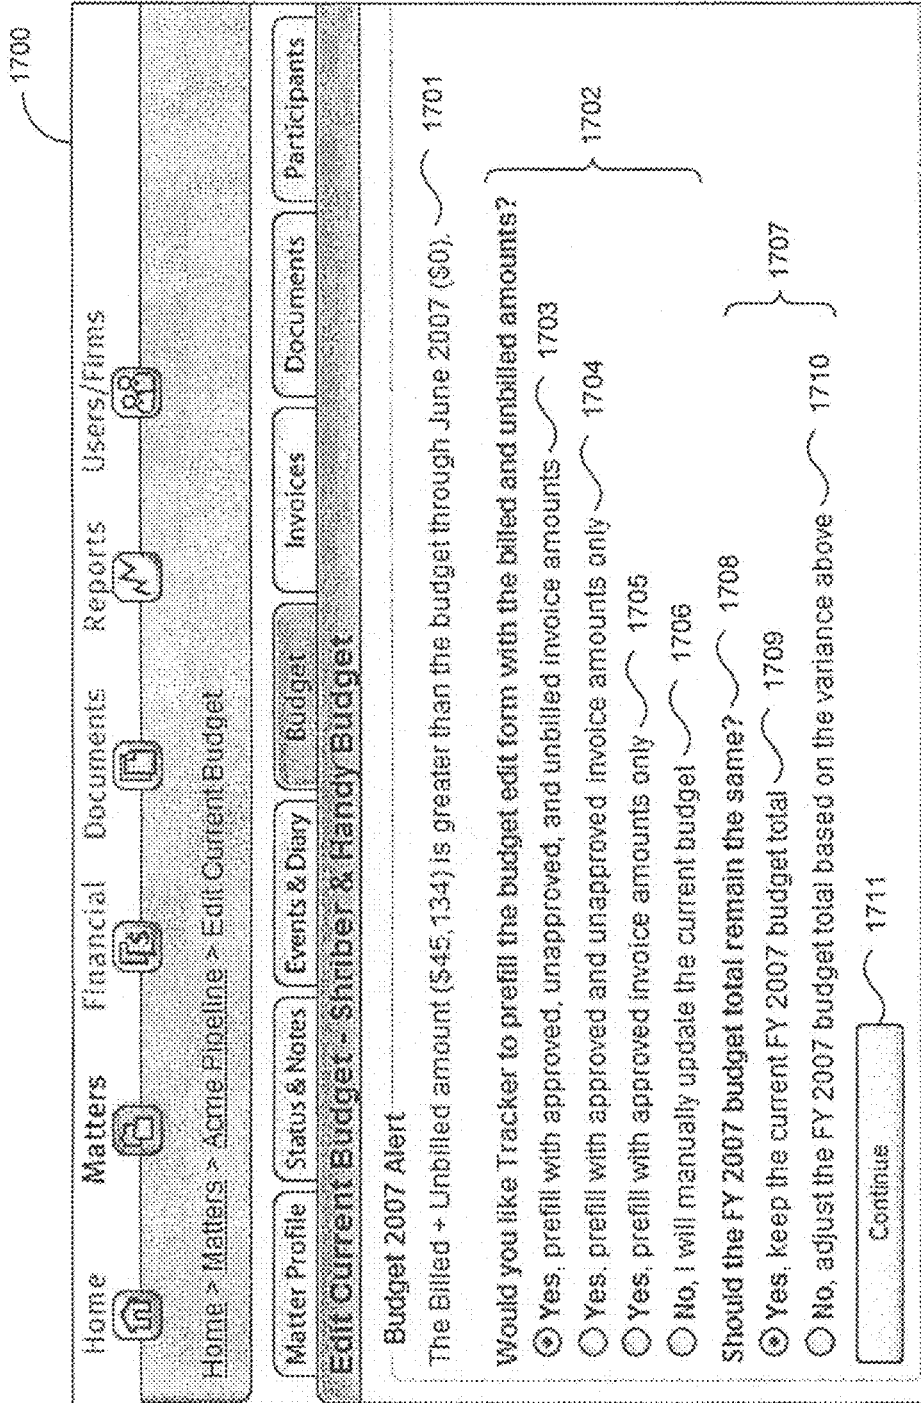 1700
Home Matters Financial Documents Reports Users/Firms
Home > Matters > Acme Pipeline > Edit Current Budget
Matter Profile Status & Notes Events & Diary Budget Invoices Documents Participants
Edit Current Budget - Shriber & Handy Budget
Budget 2007 Alert
The Billed + Unbilled amount ($45,134) is greater than the budget through June 2007 ($0). 1701
Would you like Tracker to prefill the budget edit form with the billed and unbilled amounts? 1702
Yes, prefill with approved, unapproved, and unbilled invoice amounts 1703
Yes, prefill with approved and unapproved invoice amounts only 1704
Yes, prefill with approved invoice amounts only 1705
No, I will manually update the current budget 1706
Should the FY 2007 budget total remain the same? 1708 1707
Yes, keep the current FY 2007 budget total 1709
No, adjust the FY 2007 budget total based on the variance above 1710
Continue 1711